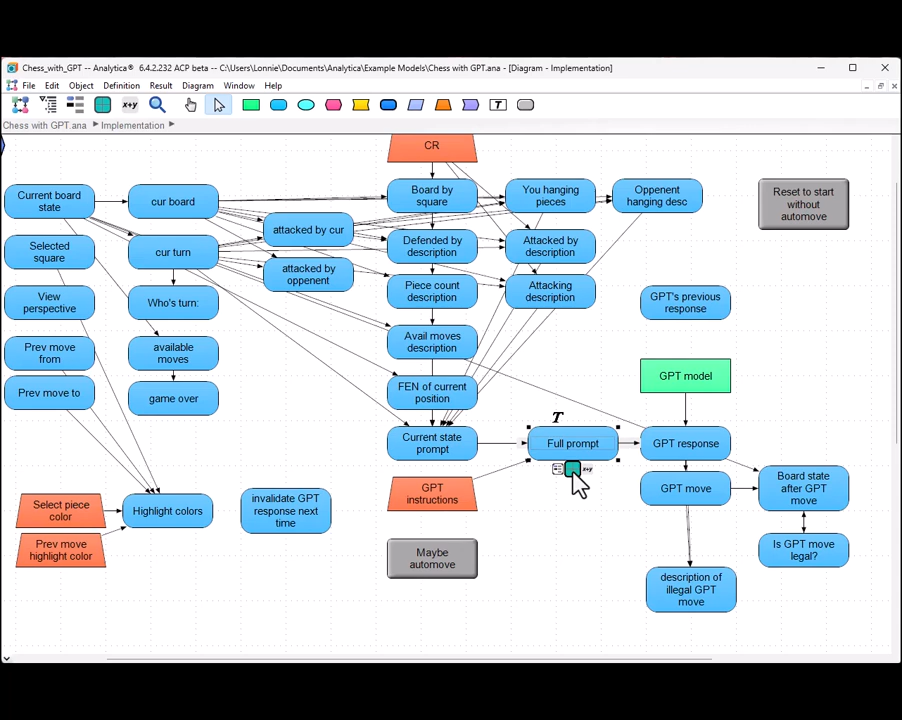 Chess_with_GPT -- Analytica® 6.4.2.232 ACP beta -- C:\Users\Lonnie\Documents\Analytica\Example Models\Chess with GPT.ana - [Diagram - Implementation]
File Edit Object Definition Result Diagram Window Help
x+y
T
Chess with GPT.ana Implementation
CR
Current board
state
cur board
Board by
square
You hanging
pieces
Oppenent
hanging desc
Reset to start
without
automove
attacked by cur
Selected
square
cur turn
Defended by
description
Attacked by
description
attacked by
oppenent
Piece count
description
Attacking
description
View
perspective
Who's turn:
GPT's previous
response
Prev move
from
available
moves
Avail moves
description
GPT model
Prev move to
game over
FEN of current
position
T
Current state
prompt
Full prompt
GPT response
x+y
GPT
instructions
GPT move
Board state
after GPT
move
Select piece
color
Highlight colors
invalidate GPT
response next
time
Prev move
highlight color
Maybe
automove
Is GPT move
legal?
description of
illegal GPT
move